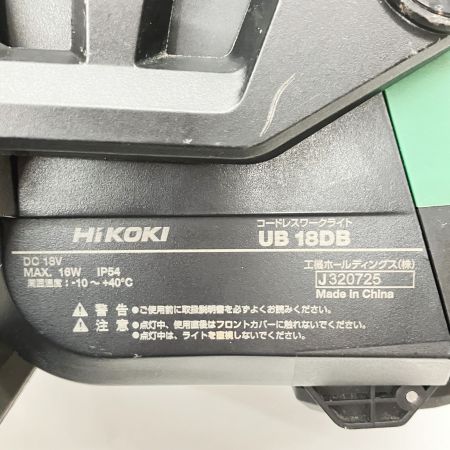 HiKOKI
コードレスワークライト
UB 18DB
DC 18V
MAX. 16W IP54
周囲温度：-10 ～ +40°C
工機ホールディングス(株)
J320725
Made in China
警 告 ●ご使用前に取扱説明書を必ずよくお読みください。
注 意 ●点灯中、使用直後はフロントカバーに触れないでください。
●点灯中は、ライトを直視しないでください。